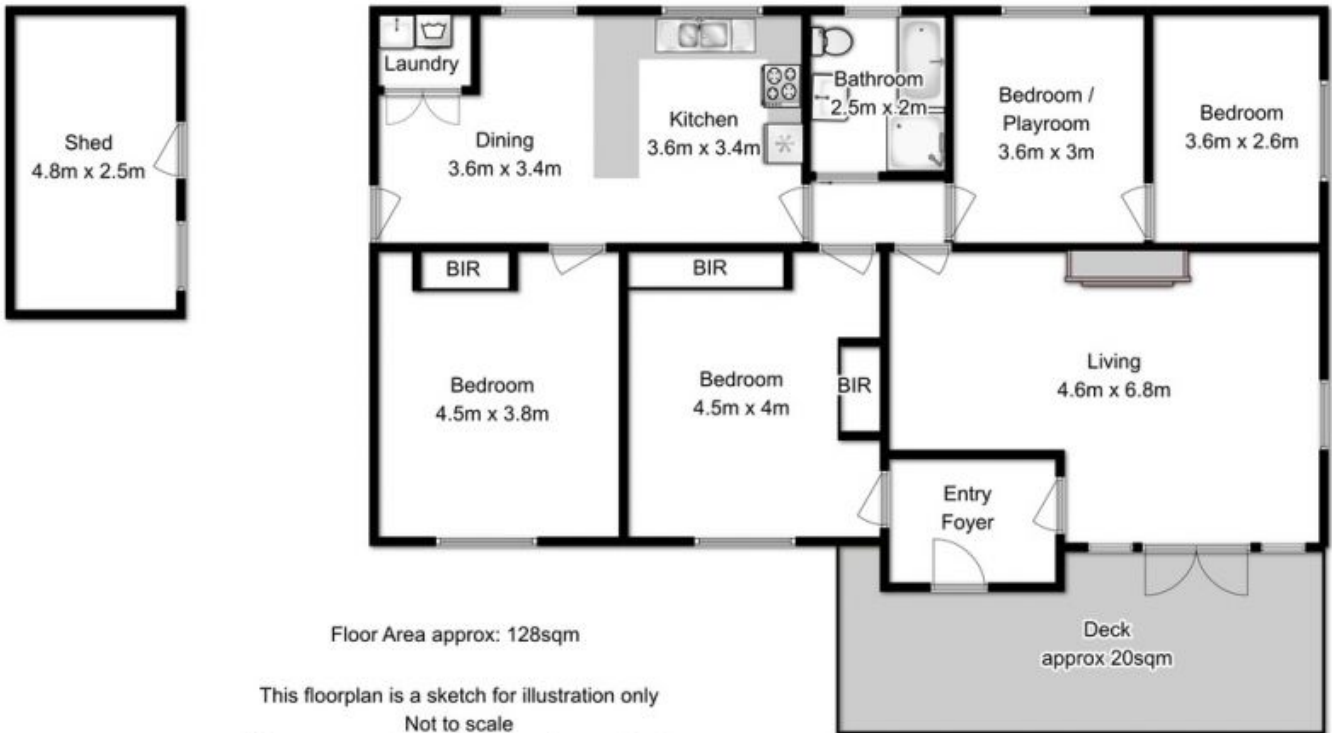 Shed
4.8m x 2.5m
Laundry
Dining
3.6m x 3.4m
Kitchen
3.6m x 3.4m
Bathroom
2.5m x 2m
Bedroom /
Playroom
3.6m x 3m
Bedroom
3.6m x 2.6m
BIR
Bedroom
4.5m x 3.8m
BIR
Bedroom
4.5m x 4m
BIR
Living
4.6m x 6.8m
Entry
Foyer
Deck
approx 20sqm
Floor Area approx: 128sqm
This floorplan is a sketch for illustration only
Not to scale